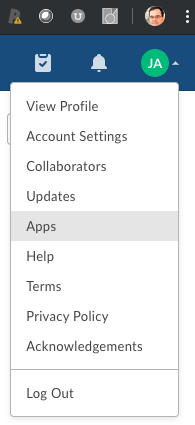 JA
View Profile
Account Settings
Collaborators
Updates
Apps
Help
Terms
Privacy Policy
Acknowledgements
Log Out